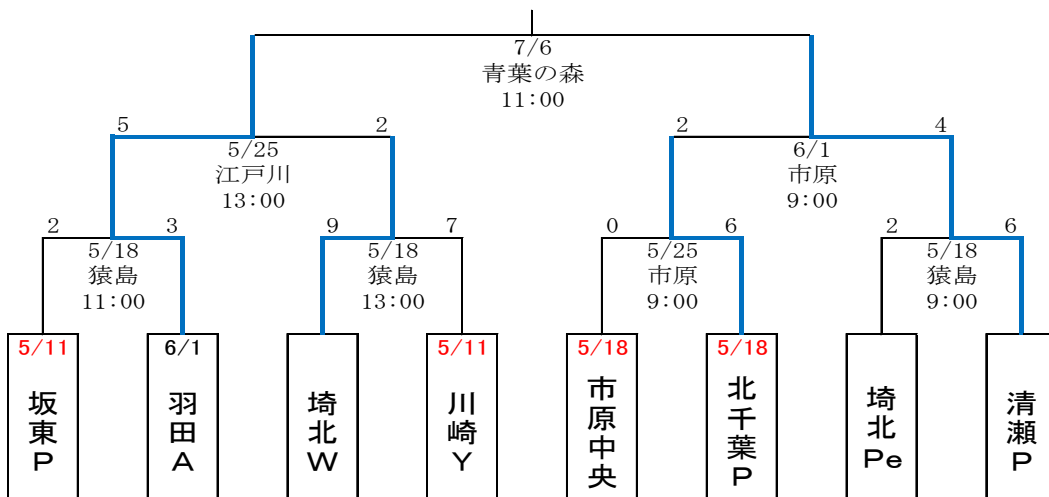 7/6
青葉の森
11:00
5
2
2
4
5/25
江戸川
13:00
6/1
市原
9:00
2
3
9
7
0
6
2
6
5/18
猿島
11:00
5/18
猿島
13:00
5/25
市原
9:00
5/18
猿島
9:00
5/11
坂東P
6/1
羽田A
埼北W
5/11
川崎Y
5/18
市原中央
5/18
北千葉P
埼北Pe
清瀬P